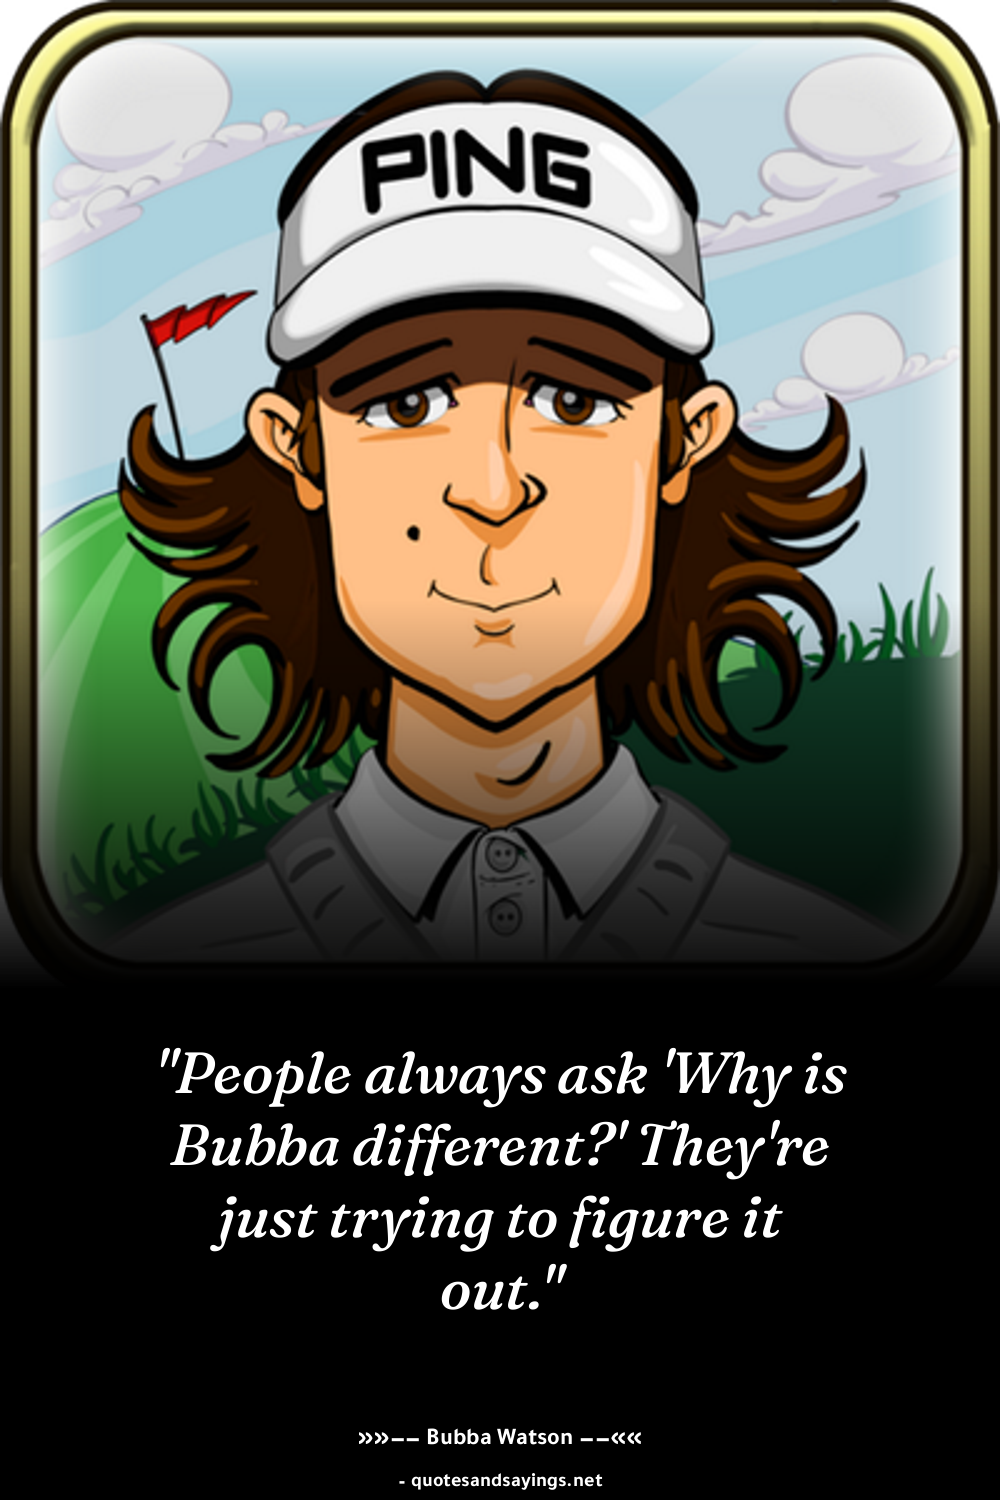 PING
"People always ask 'Why is
Bubba different?' They're
just trying to figure it
out."
»»−− Bubba Watson −−««
- quotesandsayings.net